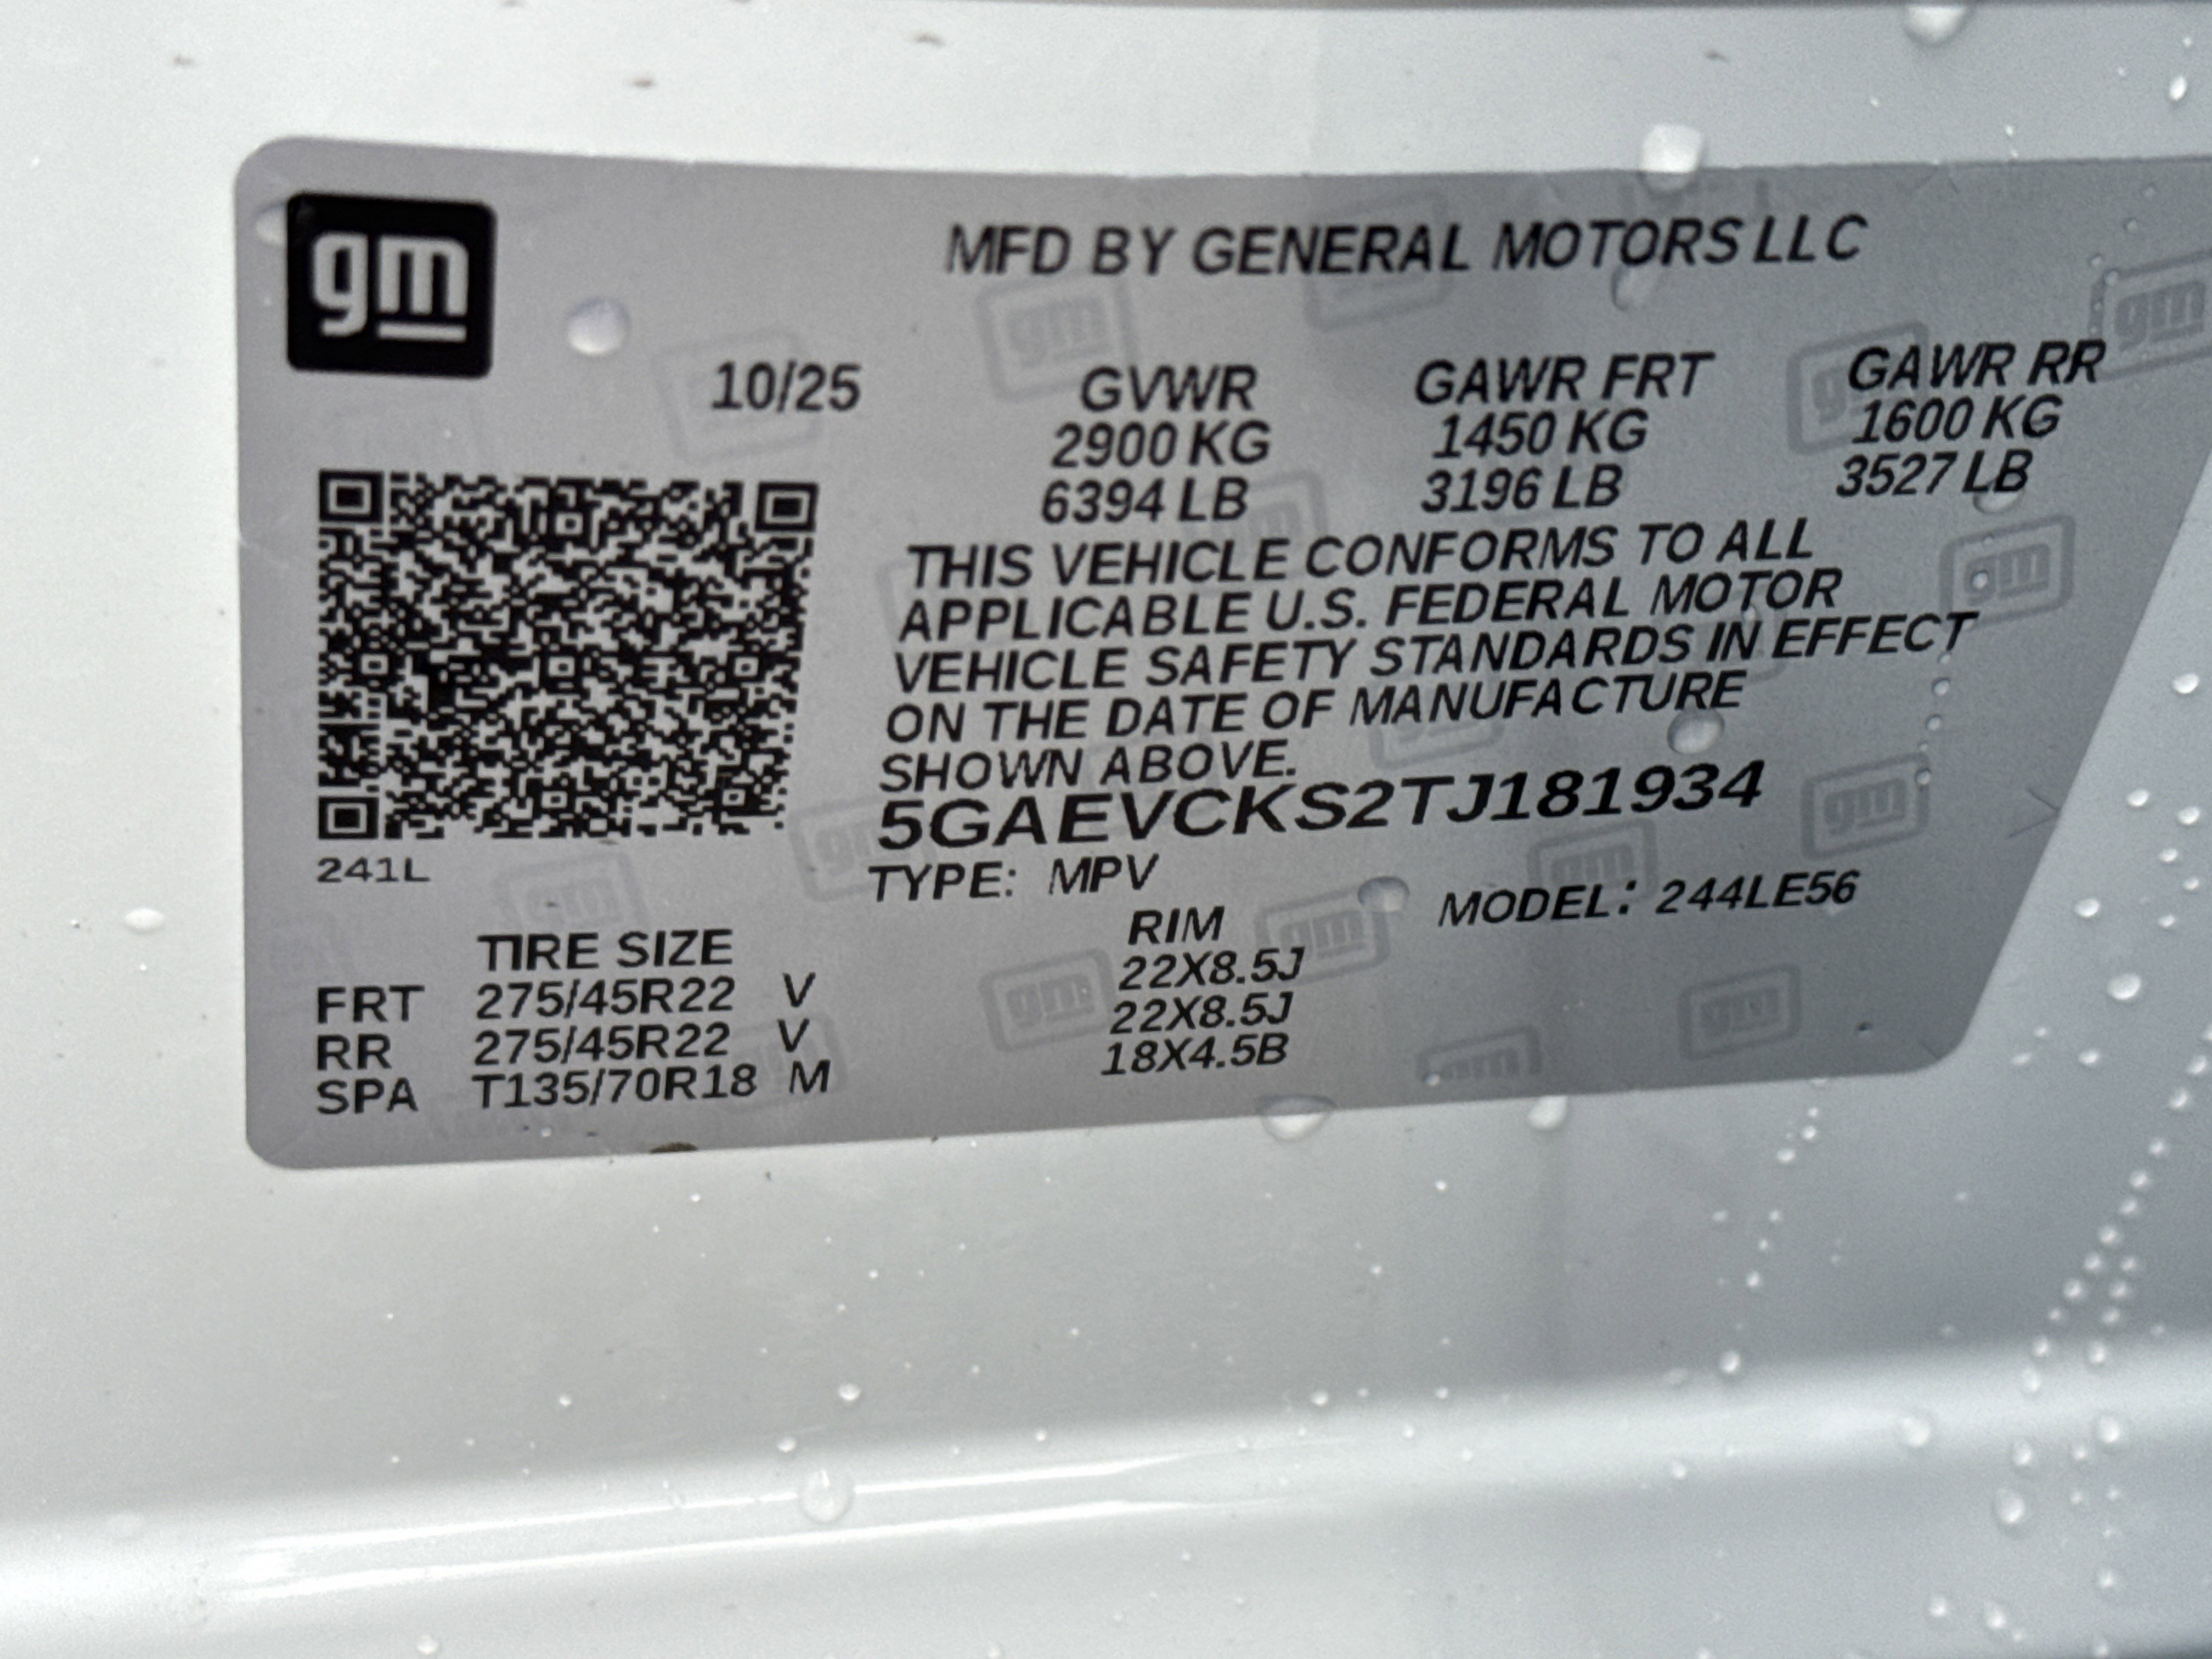 gm
MFD BY GENERAL MOTORS LLC
10/25 GVWR GAWR FRT GAWR RR
2900 KG 1450 KG 1600 KG
6394 LB 3196 LB 3527 LB
THIS VEHICLE CONFORMS TO ALL
APPLICABLE U.S. FEDERAL MOTOR
VEHICLE SAFETY STANDARDS IN EFFECT
ON THE DATE OF MANUFACTURE
SHOWN ABOVE.
5GAEVCKS2TJ181934
241L
TYPE: MPV MODEL: 244LE56
TIRE SIZE RIM
FRT 275/45R22 V 22X8.5J
RR 275/45R22 V 22X8.5J
SPA T135/70R18 M 18X4.5B